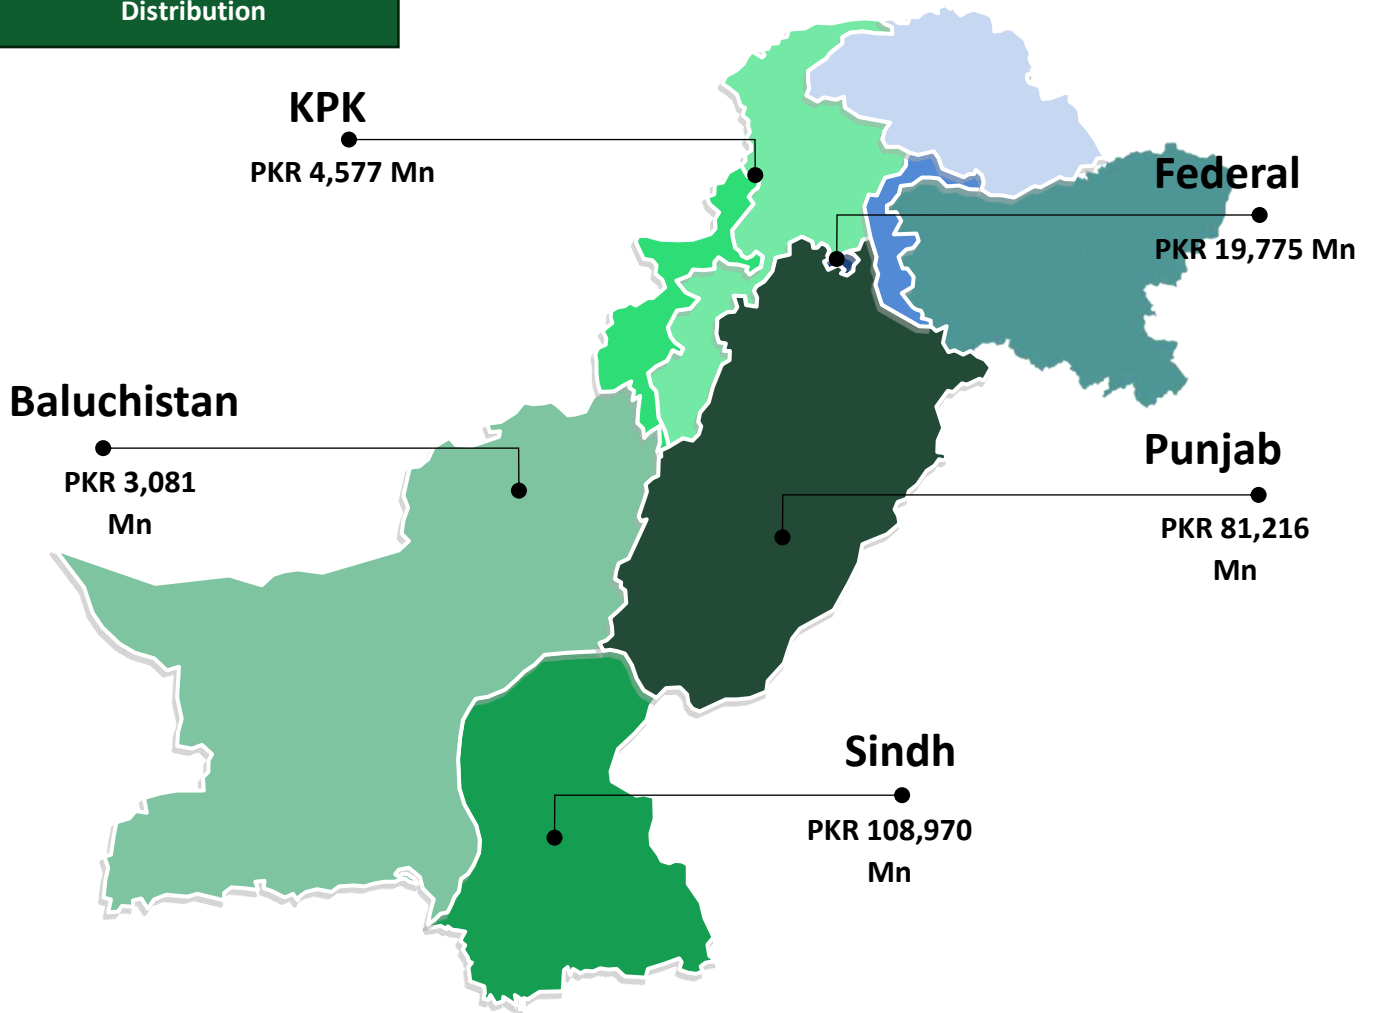 Distribution
KPK
PKR 4,577 Mn
Federal
PKR 19,775 Mn
Baluchistan
PKR 3,081
Mn
Punjab
PKR 81,216
Mn
Sindh
PKR 108,970
Mn